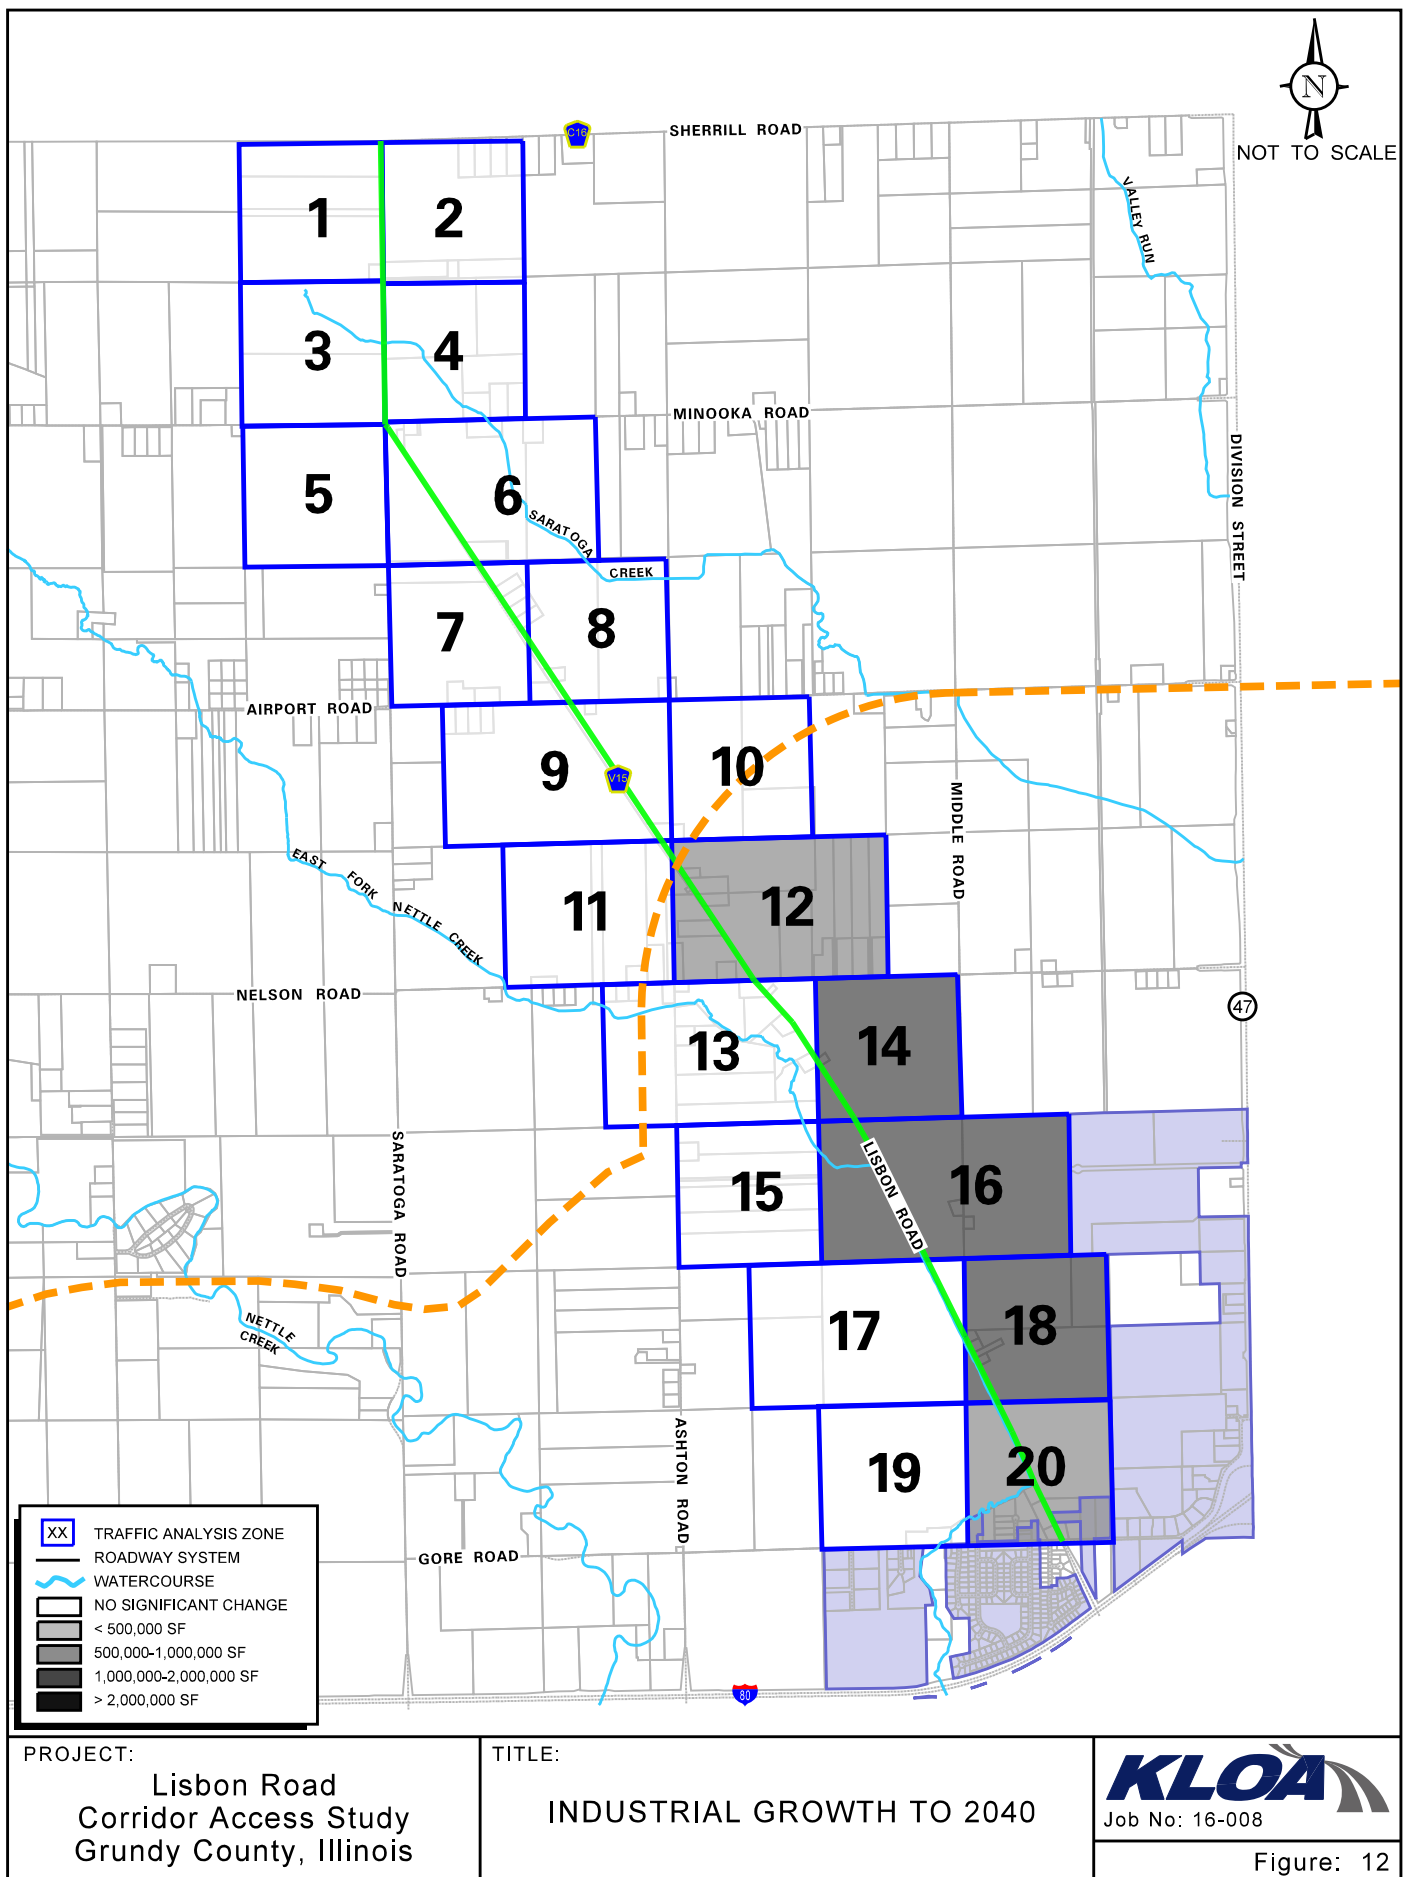 N
NOT TO SCALE
C16
SHERRILL ROAD
VALLEY RUN
1
2
3
4
MINOOKA ROAD
DIVISION STREET
5
6
SARATOGA
CREEK
7
8
AIRPORT ROAD
9
V15
10
MIDDLE ROAD
EAST FORK NETTLE CREEK
11
12
NELSON ROAD
47
13
14
SARATOGA ROAD
LISBON ROAD
15
16
NETTLE
CREEK
17
18
ASHTON ROAD
19
20
GORE ROAD
80
XX TRAFFIC ANALYSIS ZONE
ROADWAY SYSTEM
WATERCOURSE
NO SIGNIFICANT CHANGE
< 500,000 SF
500,000-1,000,000 SF
1,000,000-2,000,000 SF
> 2,000,000 SF
PROJECT:
Lisbon Road
Corridor Access Study
Grundy County, Illinois
TITLE:
INDUSTRIAL GROWTH TO 2040
KLOA
Job No: 16-008
Figure: 12